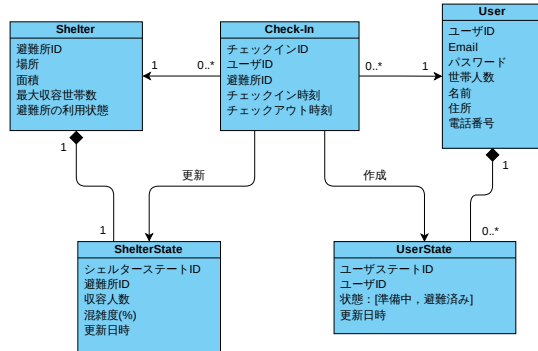 Shelter
避難所ID
場所
面積
最大収容世帯数
避難所の利用状態
Check-In
チェックインID
ユーザID
避難所ID
チェックイン時刻
チェックアウト時刻
User
ユーザID
Email
パスワード
世帯人数
名前
住所
電話番号
1
0..*
0..*
1
1
更新
作成
1
1
0..*
ShelterState
シェルターステートID
避難所ID
収容人数
混雑度(%)
更新日時
UserState
ユーザステートID
ユーザID
状態：[準備中，避難済み]
更新日時